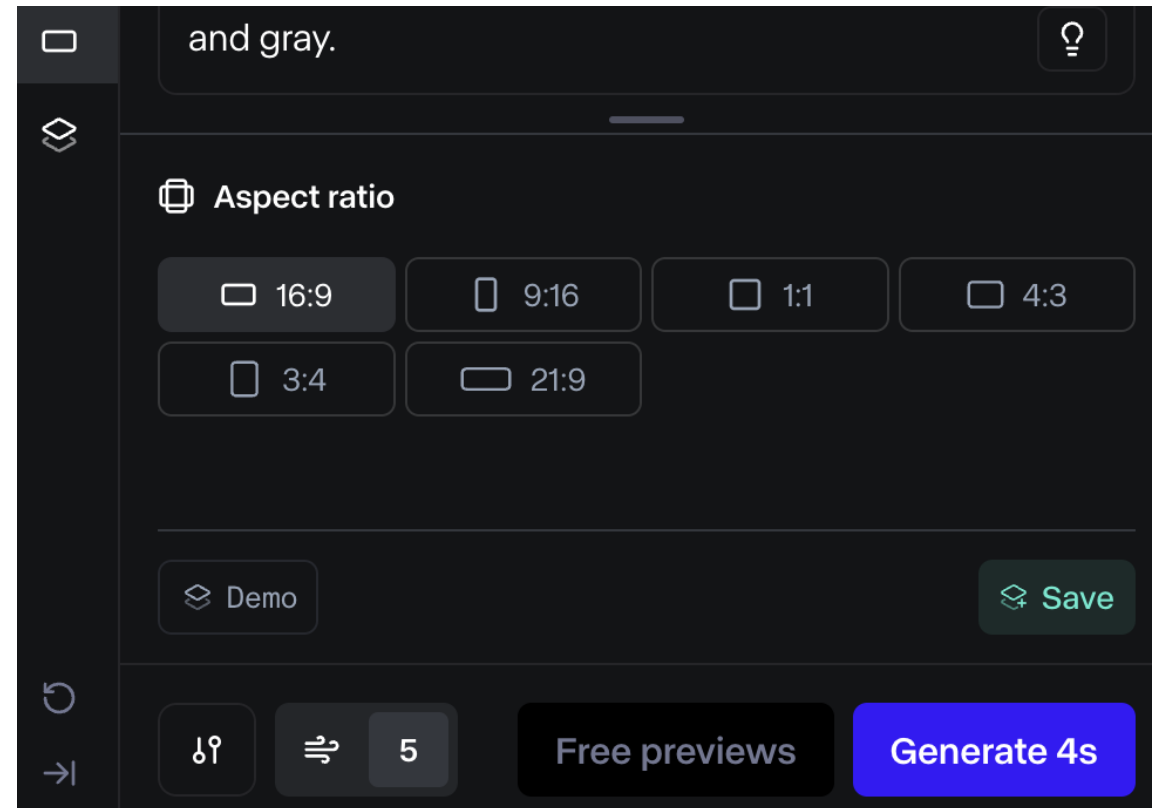 and gray.
Aspect ratio
16:9 9:16 1:1 4:3
3:4 21:9
Demo Save
5 Free previews Generate 4s